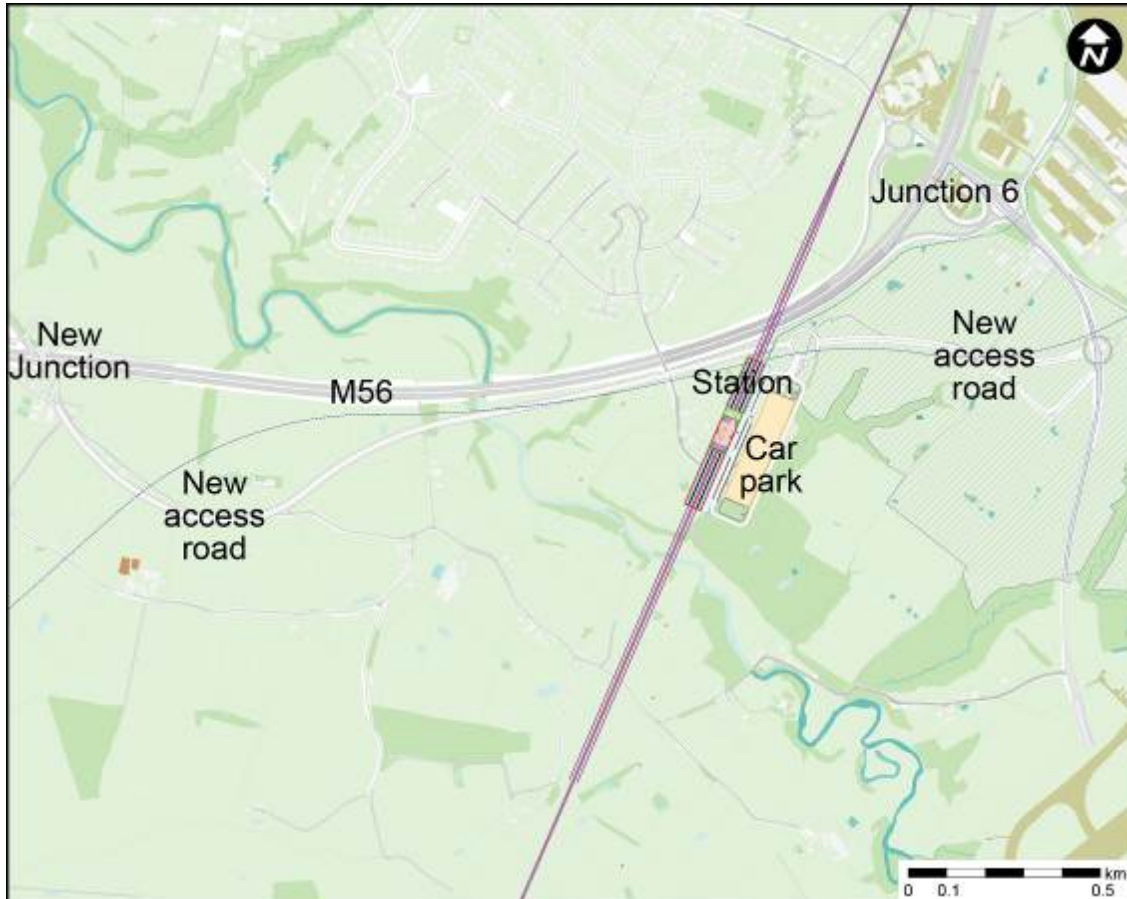 N
Junction 6
New
Junction
M56
Station
New
access
road
Car
park
New
access
road
km
0 0.1 0.5